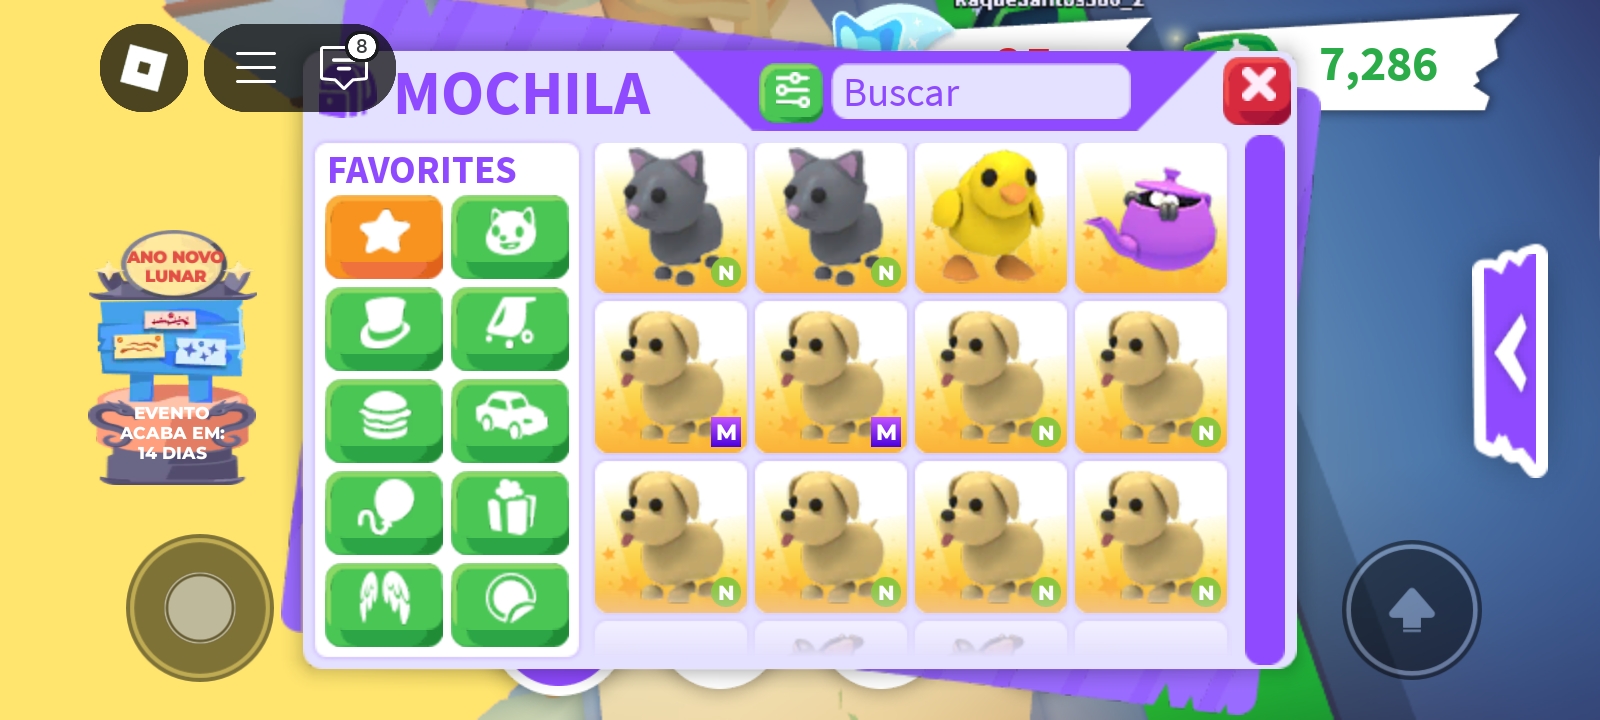 8
MOCHILA
Buscar
7,286
FAVORITES
N
N
M
M
N
N
N
N
N
N
ANO NOVO
LUNAR
EVENTO
ACABA EM:
14 DIAS